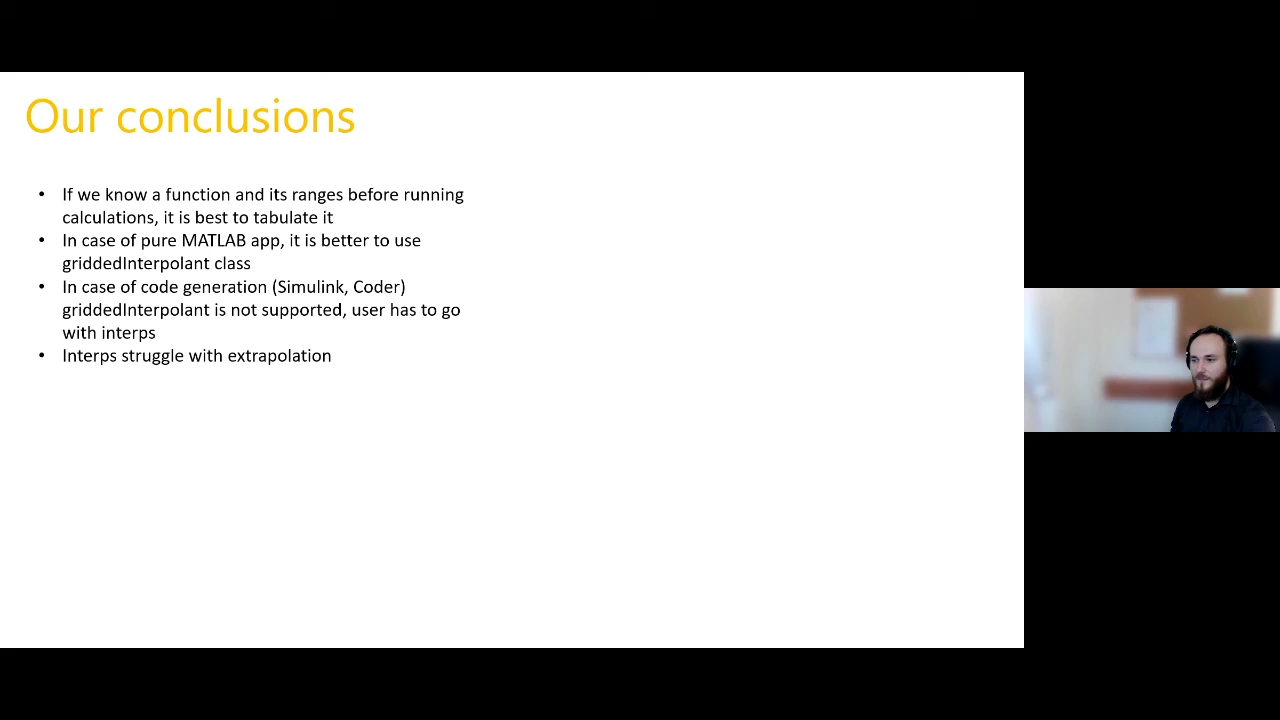 Our conclusions
• If we know a function and its ranges before running
calculations, it is best to tabulate it
• In case of pure MATLAB app, it is better to use
griddedInterpolant class
• In case of code generation (Simulink, Coder)
griddedInterpolant is not supported, user has to go
with interps
• Interps struggle with extrapolation